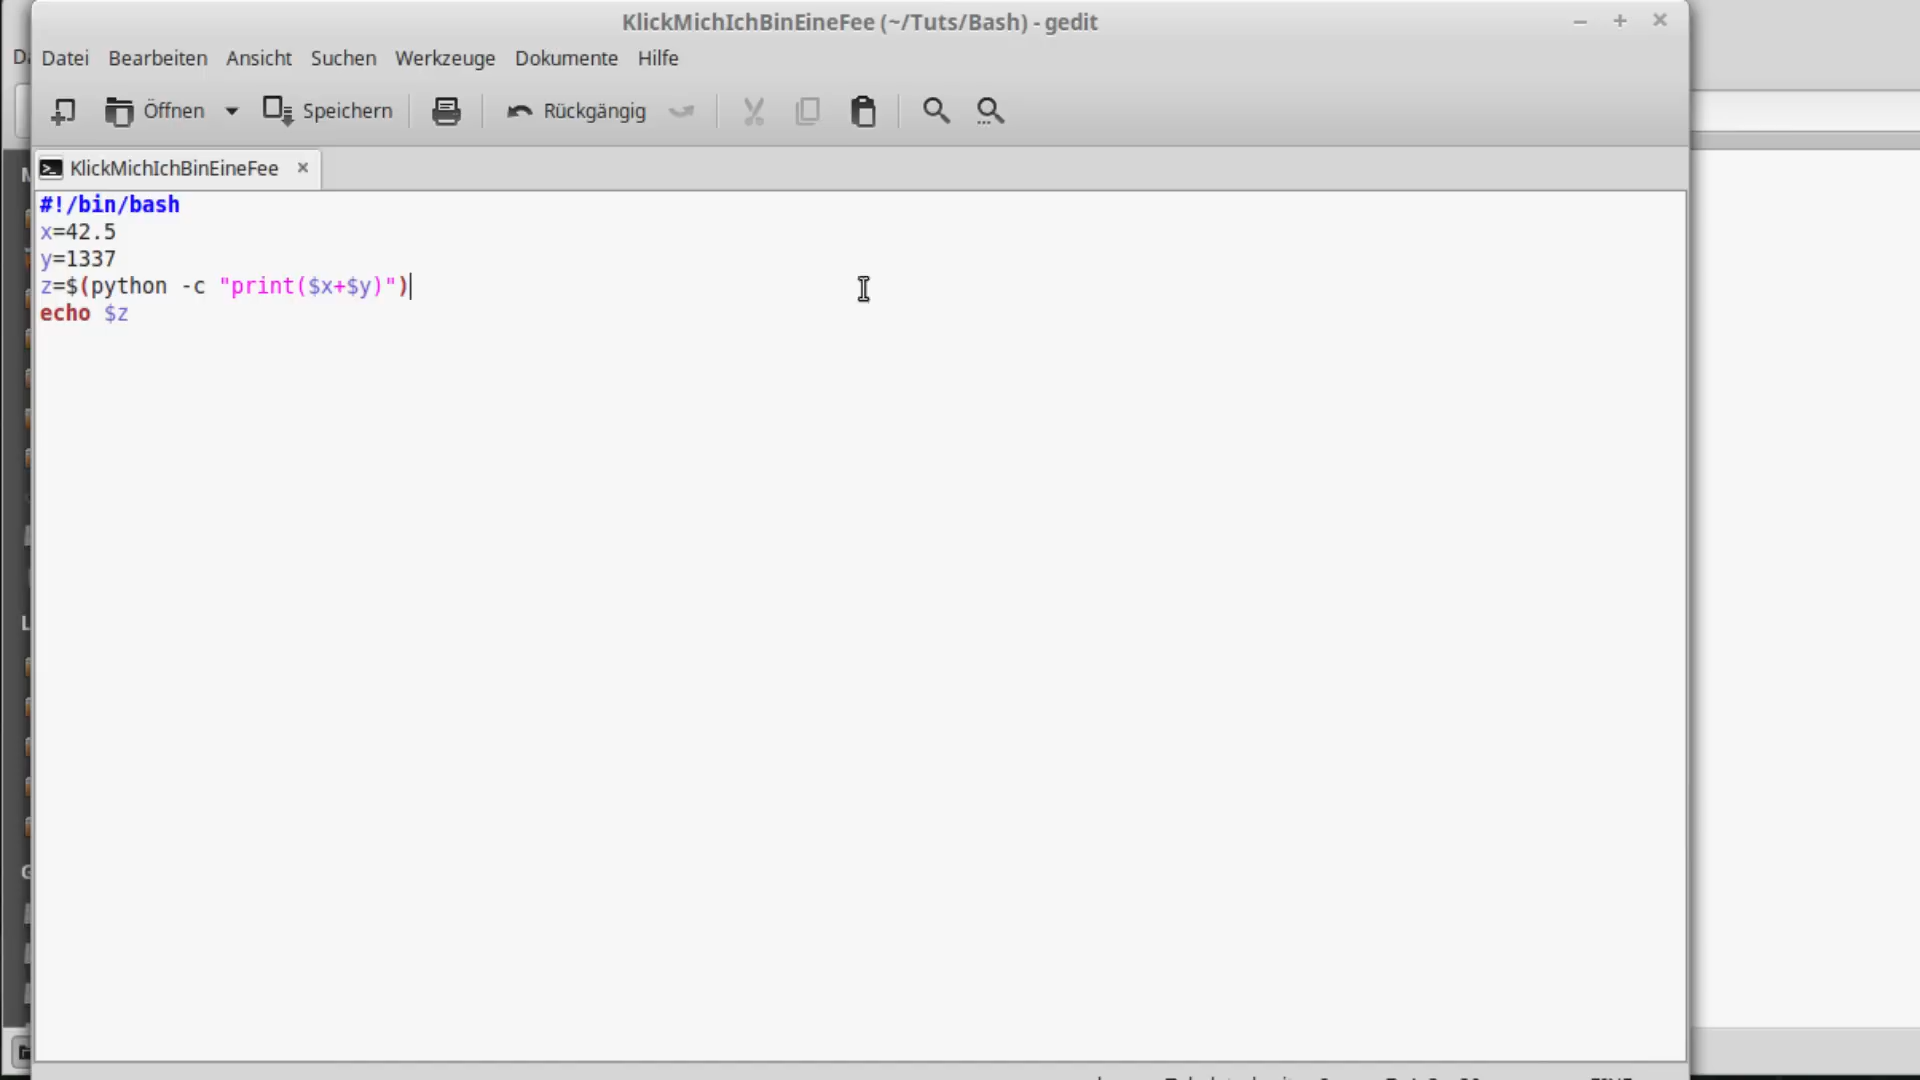 KlickMichIchBinEineFee (~/Tuts/Bash) - gedit
Datei Bearbeiten Ansicht Suchen Werkzeuge Dokumente Hilfe
Öffnen Speichern Rückgängig
KlickMichIchBinEineFee
#!/bin/bash
x=42.5
y=1337
z=$(python -c "print($x+$y)")
echo $z